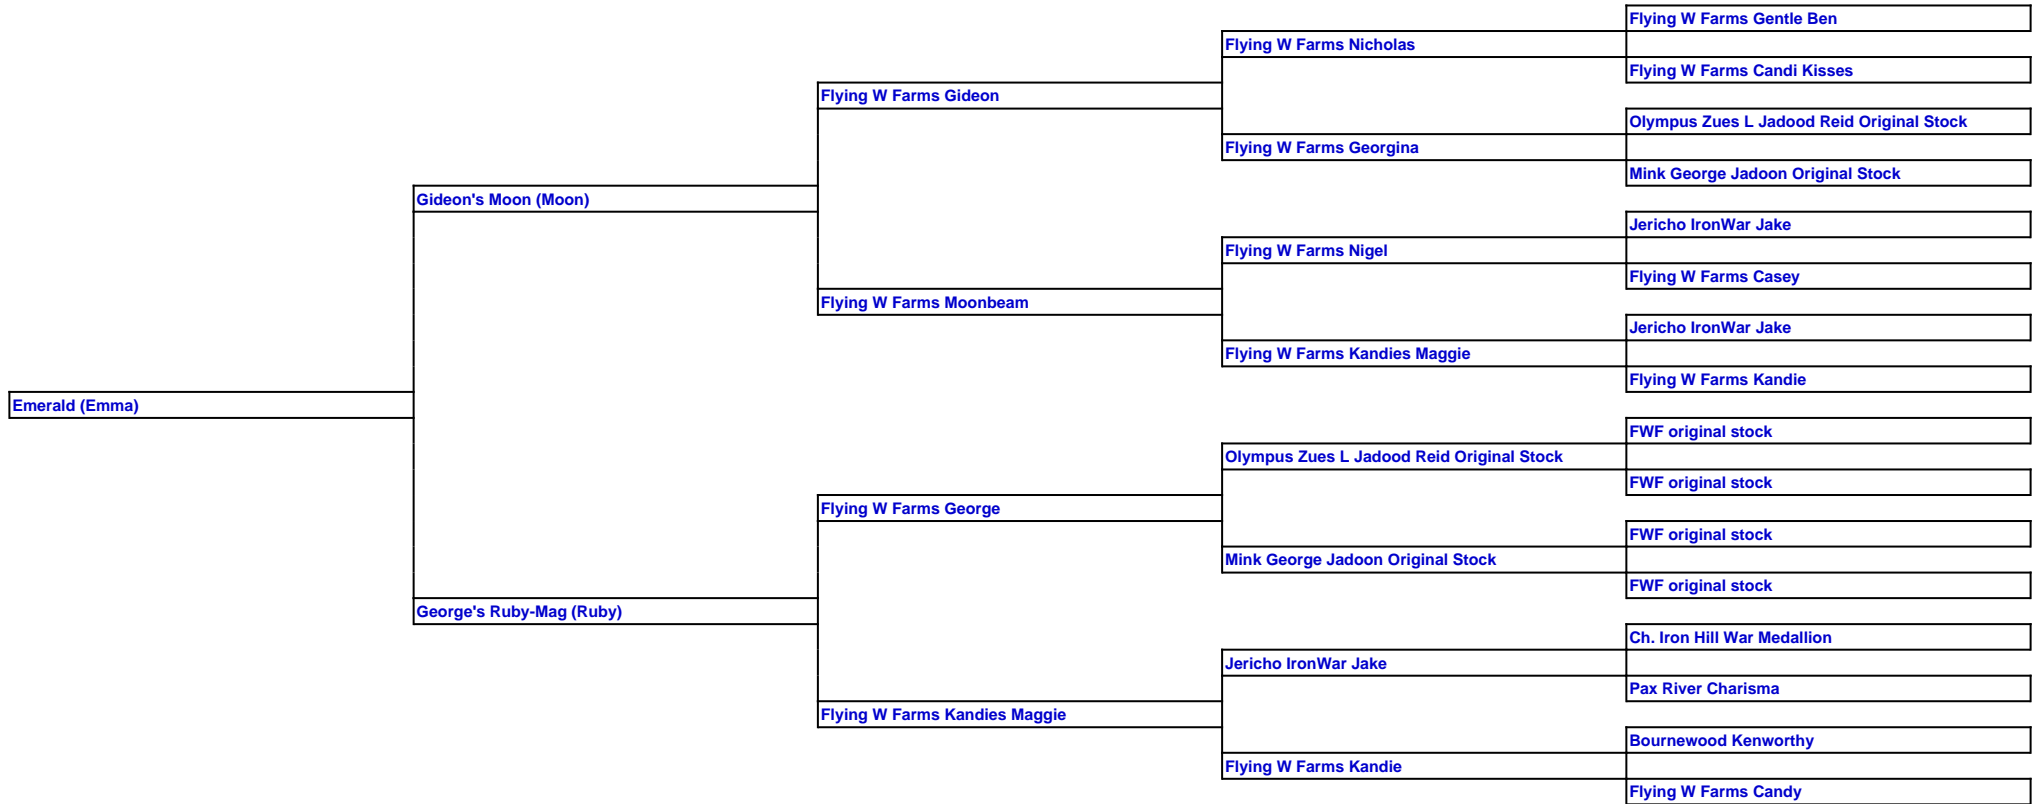 Flying W Farms Gentle Ben
Flying W Farms Nicholas
Flying W Farms Candi Kisses
Flying W Farms Gideon
Olympus Zues L Jadood Reid Original Stock
Flying W Farms Georgina
Mink George Jadoon Original Stock
Gideon's Moon (Moon)
Jericho IronWar Jake
Flying W Farms Nigel
Flying W Farms Casey
Flying W Farms Moonbeam
Jericho IronWar Jake
Flying W Farms Kandies Maggie
Flying W Farms Kandie
Emerald (Emma)
FWF original stock
Olympus Zues L Jadood Reid Original Stock
FWF original stock
Flying W Farms George
FWF original stock
Mink George Jadoon Original Stock
FWF original stock
George's Ruby-Mag (Ruby)
Ch. Iron Hill War Medallion
Jericho IronWar Jake
Pax River Charisma
Flying W Farms Kandies Maggie
Bournewood Kenworthy
Flying W Farms Kandie
Flying W Farms Candy